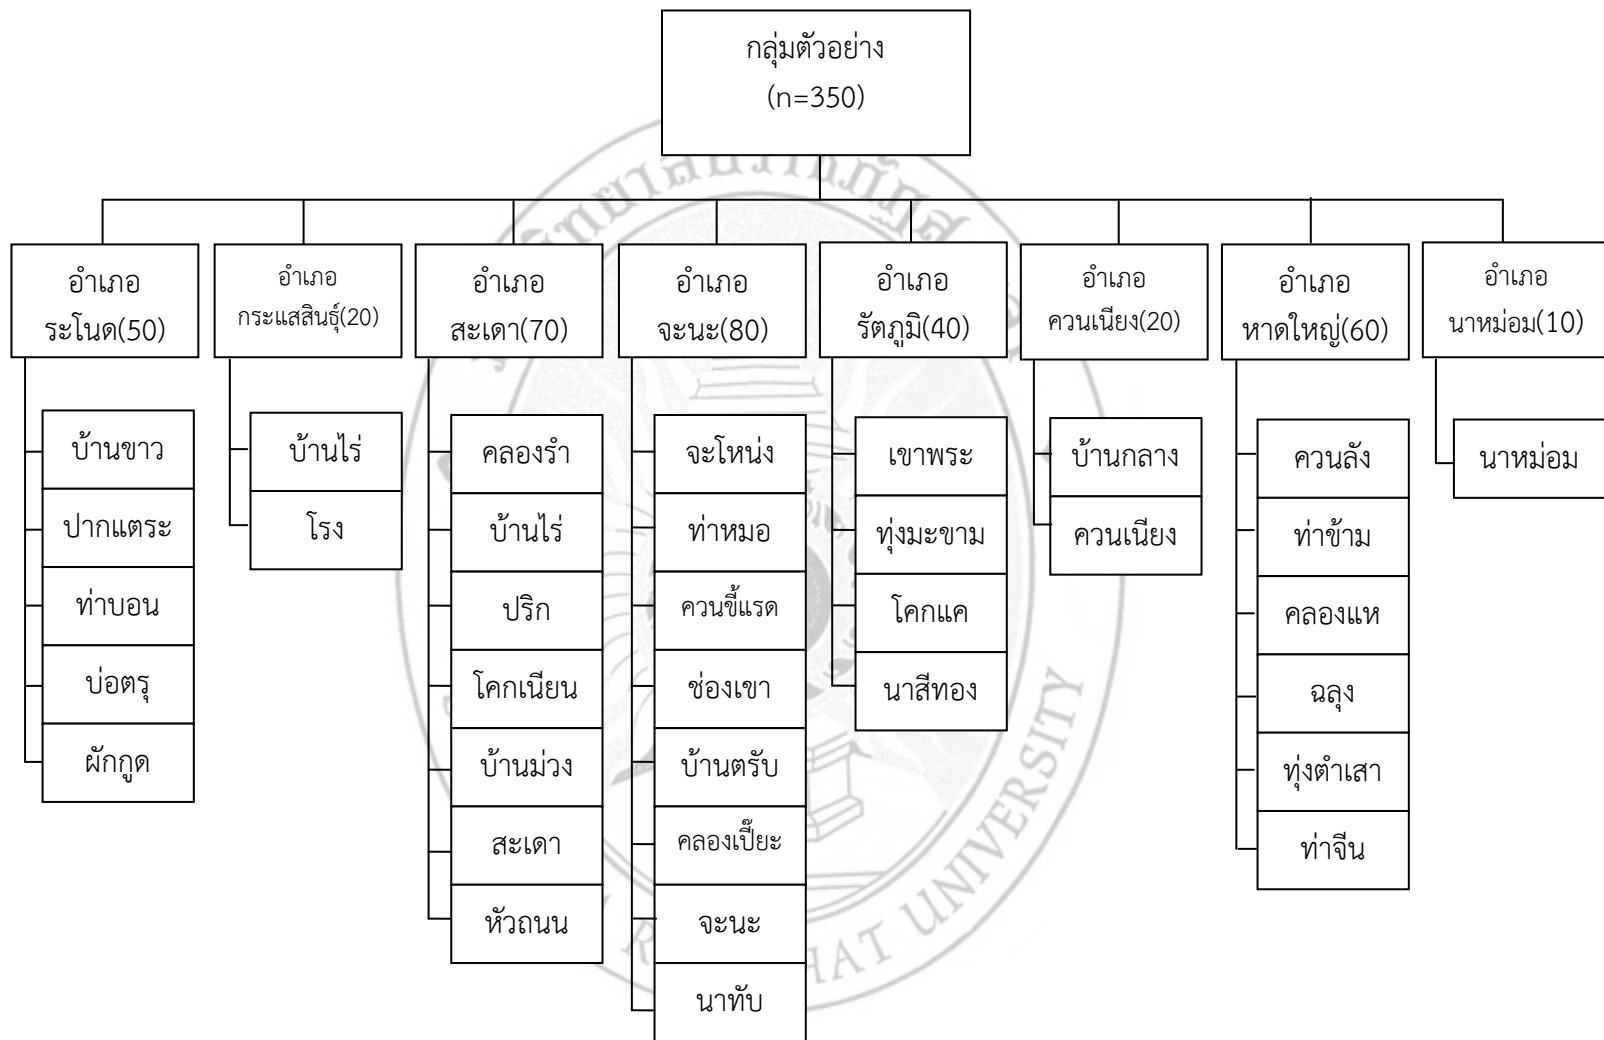 กลุ่มตัวอย่าง
(n=350)
อำเภอ
ระโนด(50)
อำเภอ
กระแสสินธุ์(20)
อำเภอ
สะเดา(70)
อำเภอ
จะนะ(80)
อำเภอ
รัตภูมิ(40)
อำเภอ
ควนเนียง(20)
อำเภอ
หาดใหญ่(60)
อำเภอ
นาหม่อม(10)
บ้านขาว
ปากแตระ
ท่าบอน
บ่อตรุ
ผักกูด
บ้านไร่
โรง
คลองรำ
บ้านไร่
ปริก
โคกเนียน
บ้านม่วง
สะเดา
หัวถนน
จะโหน่ง
ท่าหมอ
ควนขี้แรด
ช่องเขา
บ้านตรับ
คลองเปี๊ยะ
จะนะ
นาทับ
เขาพระ
ทุ่งมะขาม
โคกแค
นาสีทอง
บ้านกลาง
ควนเนียง
ควนลัง
ท่าข้าม
คลองแห
ฉลุง
ทุ่งตำเสา
ท่าจีน
นาหม่อม
UNIVERSITY